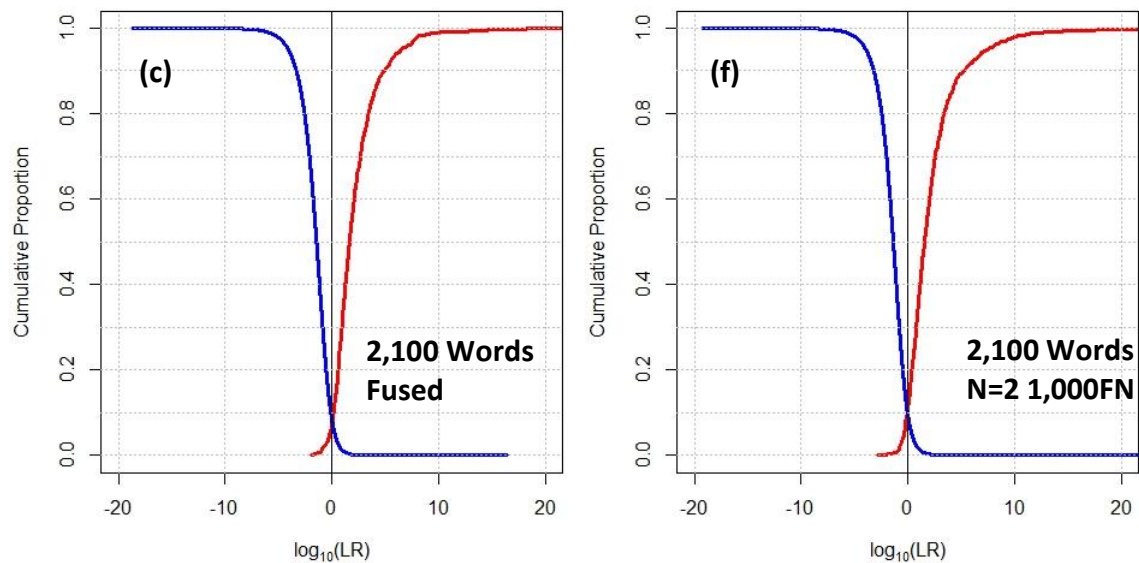 (c)
Cumulative Proportion
1.0
0.8
0.6
0.4
0.2
0.0
2,100 Words
Fused
-20 -10 0 10 20
log₁₀(LR)
(f)
Cumulative Proportion
1.0
0.8
0.6
0.4
0.2
0.0
2,100 Words
N=2 1,000FN
-20 -10 0 10 20
log₁₀(LR)